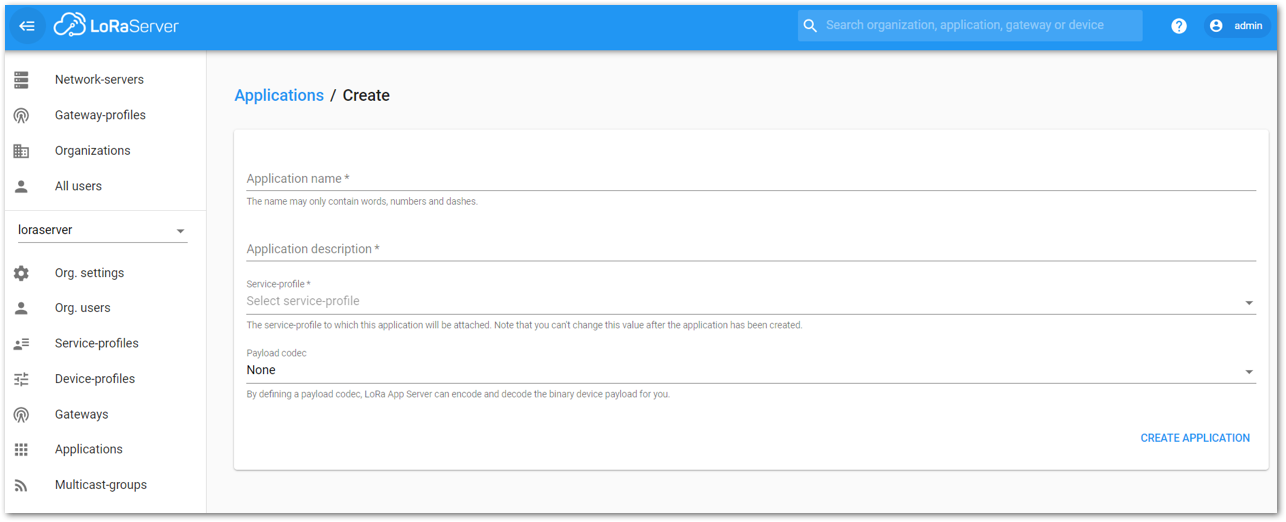 LoRaServer
Search organization, application, gateway or device
admin
Network-servers
Gateway-profiles
Organizations
All users
loraserver
Org. settings
Org. users
Service-profiles
Device-profiles
Gateways
Applications
Multicast-groups
Applications / Create
Application name *
The name may only contain words, numbers and dashes.
Application description *
Service-profile *
Select service-profile
The service-profile to which this application will be attached. Note that you can't change this value after the application has been created.
Payload codec
None
By defining a payload codec, LoRa App Server can encode and decode the binary device payload for you.
CREATE APPLICATION